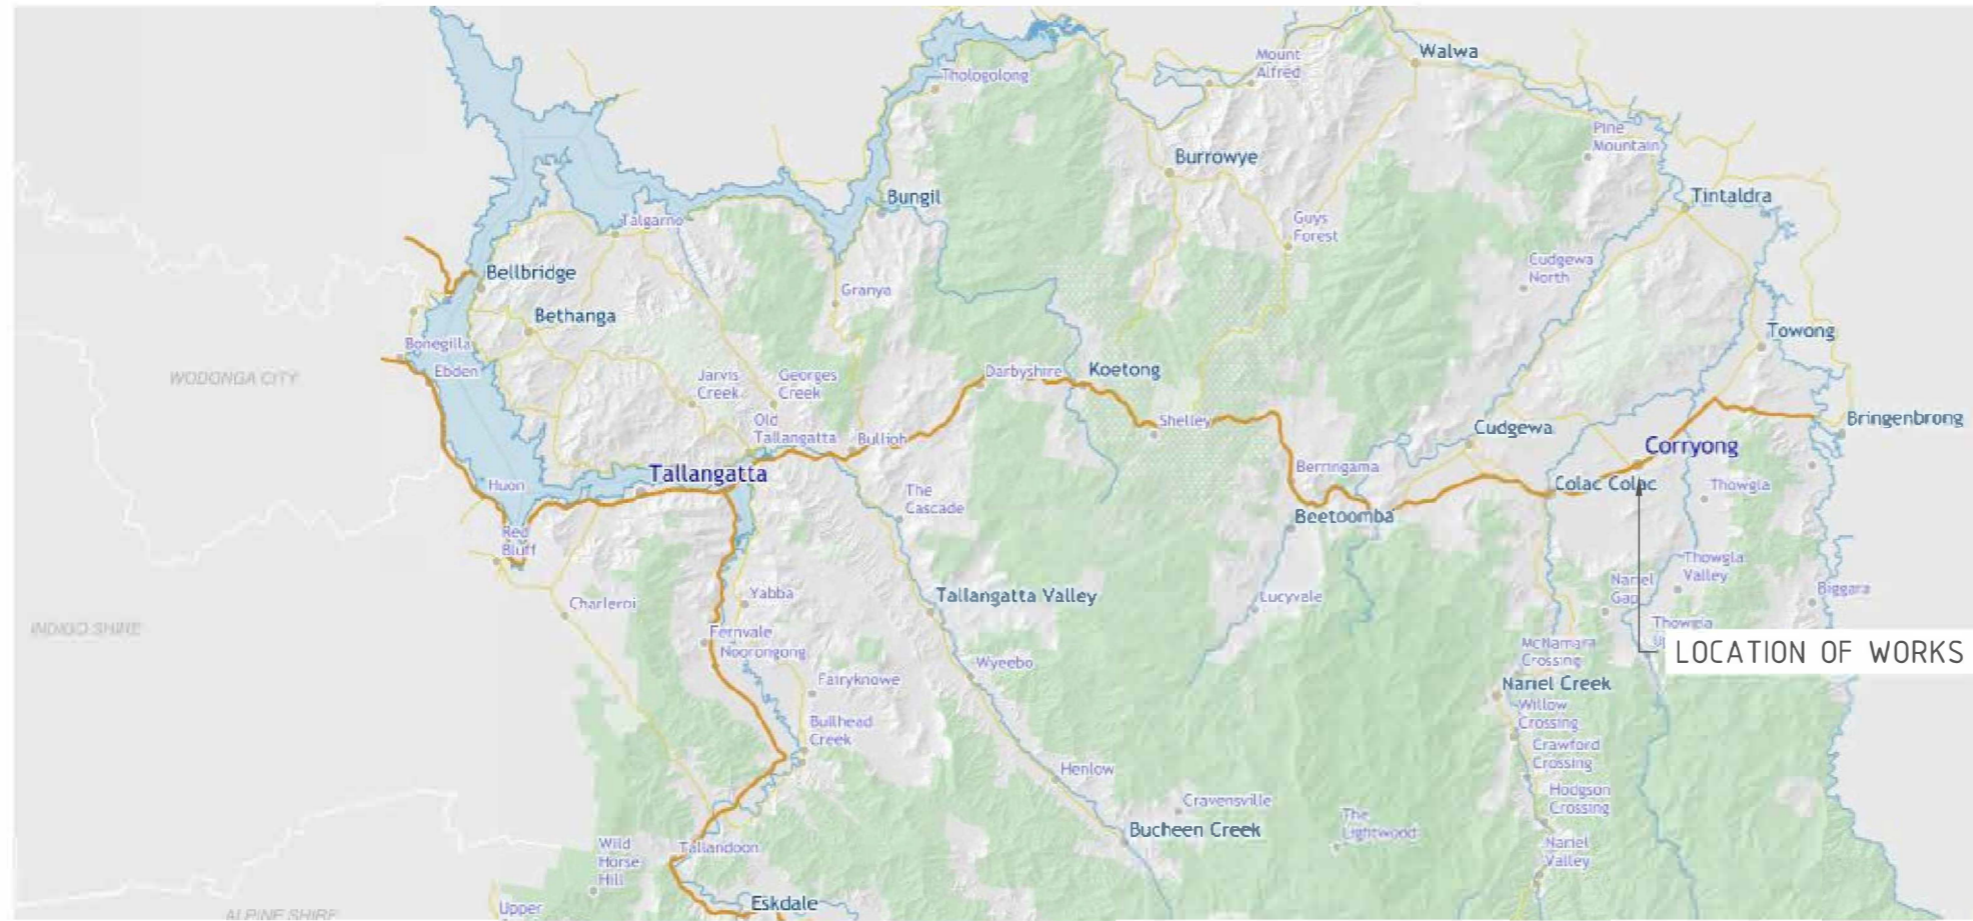 Walwa
Mount
Alfred
Thologolong
Pine
Mountain
Burrowye
Tintaldra
Bungil
Talgarno
Guys
Forest
Cudgewa
North
Bellbridge
Granya
Bethanga
Towong
Bonegilla
Ebden
WODONGA CITY
Jarvis
Creek
Georges
Creek
Darbyshire
Koetong
Old
Tallangatta
Bullioh
Shelley
Cudgewa
Bringenbrong
Corryong
Tallangatta
Berringama
Huon
The
Cascade
Colac Colac
Thowgla
Beetoomba
Red
Bluff
Thowgla
Valley
Nariel
Gap
Biggara
Yabba
Tallangatta Valley
Lucyvale
Charleroi
INDIGO SHIRE
Thowgla
Fernvale
Noorongong
McNamara
Crossing
LOCATION OF WORKS
Wyeebo
Fairyknowe
Nariel Creek
Willow
Crossing
Bullhead
Creek
Crawford
Crossing
Henlow
Hodgson
Crossing
Cravensville
Bucheen Creek
The
Lightwood
Wild
Horse
Hill
Tallandoon
Nariel
Valley
Eskdale
Upper
ALPINE SHIRE